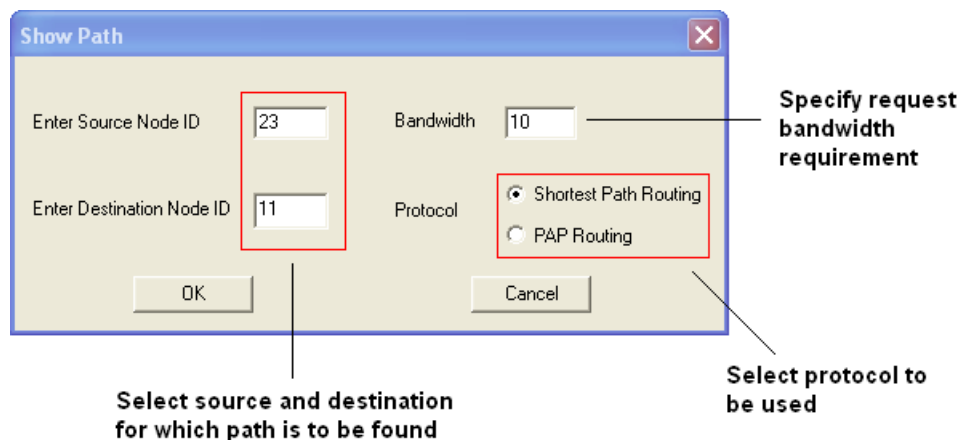 Show Path
Enter Source Node ID
23
Bandwidth
10
Specify request
bandwidth
requirement
Enter Destination Node ID
11
Protocol
Shortest Path Routing
PAP Routing
OK
Cancel
Select source and destination
for which path is to be found
Select protocol to
be used